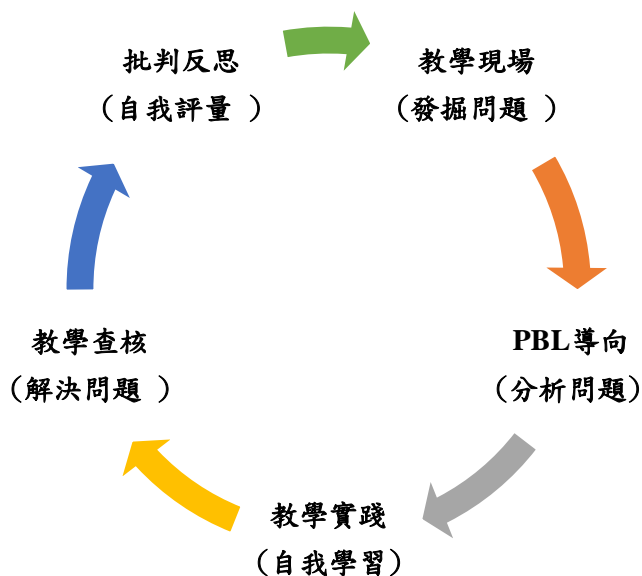 批判反思
（自我評量 ）
教學現場
（發掘問題 ）
PBL導向
（分析問題）
教學實踐
（自我學習）
教學查核
（解決問題 ）